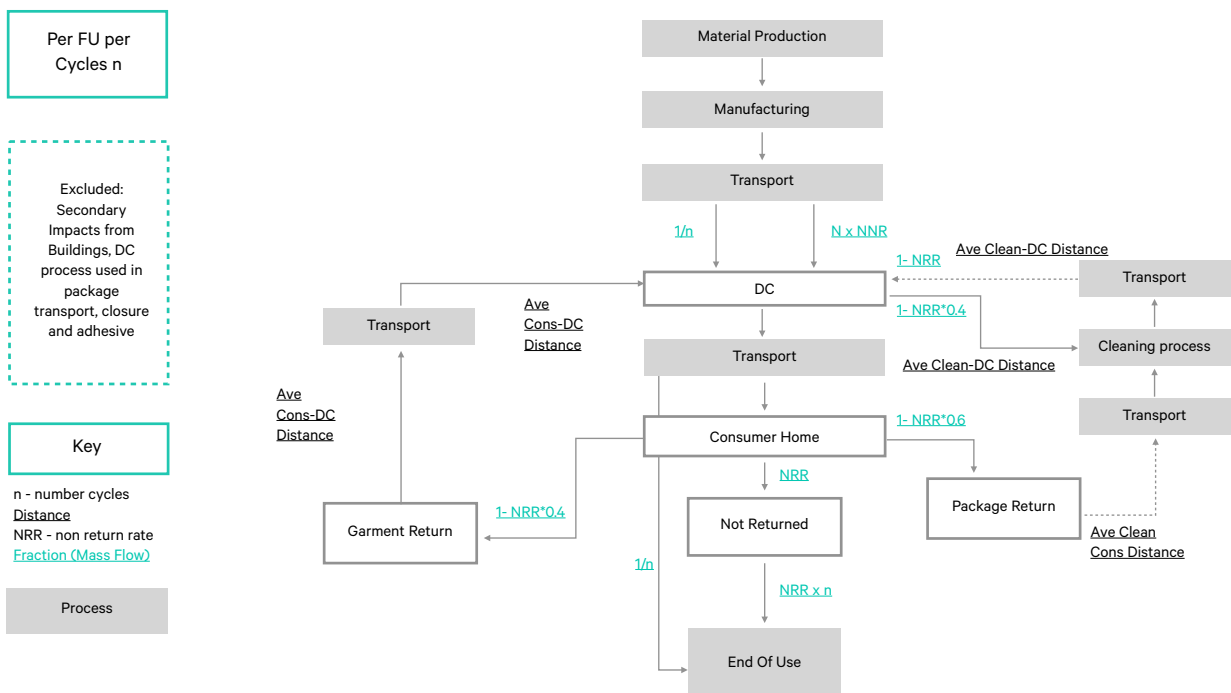 Per FU per
Cycles n
Excluded:
Secondary
Impacts from
Buildings, DC
process used in
package
transport, closure
and adhesive
Key
n - number cycles
Distance
NRR - non return rate
Fraction (Mass Flow)
Process
Material Production
Manufacturing
Transport
1/n
N x NNR
Ave Clean-DC Distance
1- NRR
Transport
DC
Ave
Cons-DC
Distance
1- NRR*0.4
Transport
Cleaning process
Transport
Ave Clean-DC Distance
Ave
Cons-DC
Distance
Transport
1- NRR*0.6
Consumer Home
NRR
Package Return
1- NRR*0.4
Garment Return
Not Returned
Ave Clean
Cons Distance
1/n
NRR x n
End Of Use